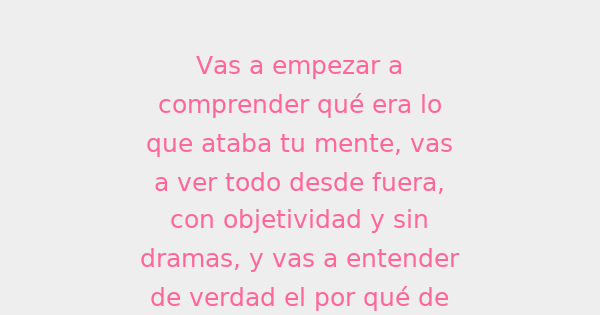 Vas a empezar a
comprender qué era lo
que ataba tu mente, vas
a ver todo desde fuera,
con objetividad y sin
dramas, y vas a entender
de verdad el por qué de